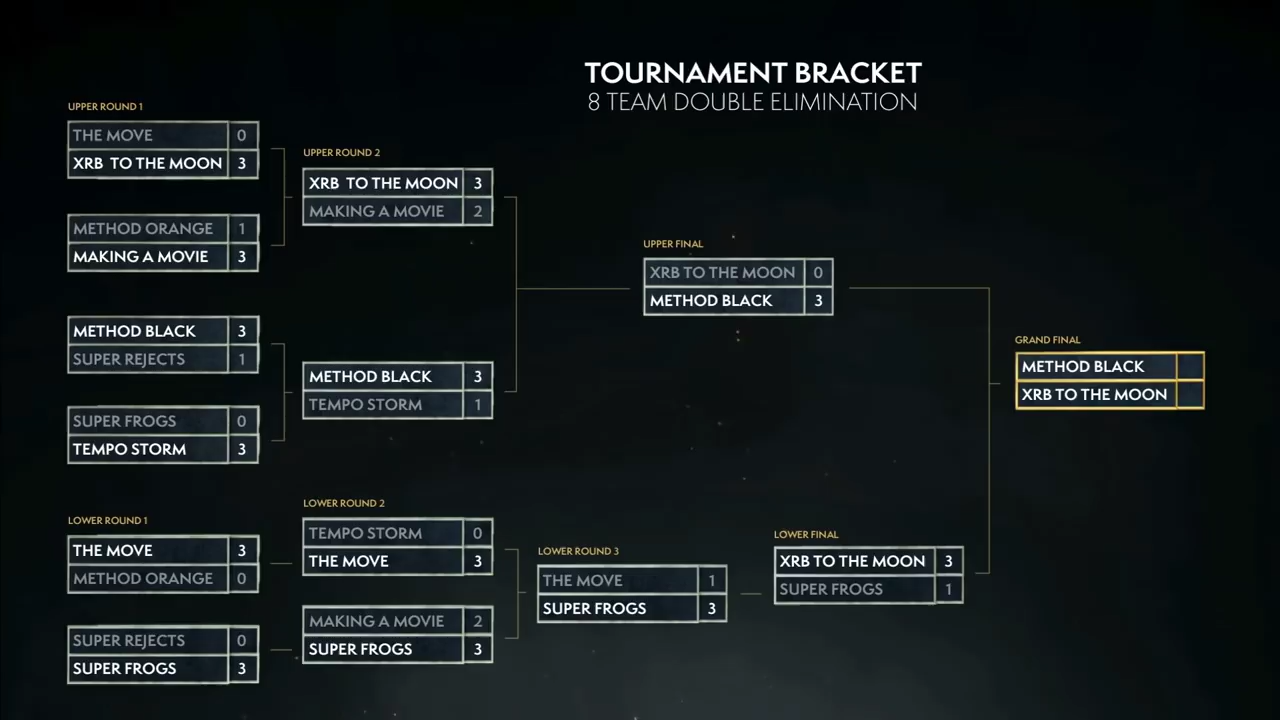 TOURNAMENT BRACKET
8 TEAM DOUBLE ELIMINATION
UPPER ROUND 1
THE MOVE 0
XRB TO THE MOON 3
METHOD ORANGE 1
MAKING A MOVIE 3
METHOD BLACK 3
SUPER REJECTS 1
SUPER FROGS 0
TEMPO STORM 3
UPPER ROUND 2
XRB TO THE MOON 3
MAKING A MOVIE 2
METHOD BLACK 3
TEMPO STORM 1
UPPER FINAL
XRB TO THE MOON 0
METHOD BLACK 3
GRAND FINAL
METHOD BLACK
XRB TO THE MOON
LOWER ROUND 1
THE MOVE 3
METHOD ORANGE 0
SUPER REJECTS 0
SUPER FROGS 3
LOWER ROUND 2
TEMPO STORM 0
THE MOVE 3
MAKING A MOVIE 2
SUPER FROGS 3
LOWER ROUND 3
THE MOVE 1
SUPER FROGS 3
LOWER FINAL
XRB TO THE MOON 3
SUPER FROGS 1